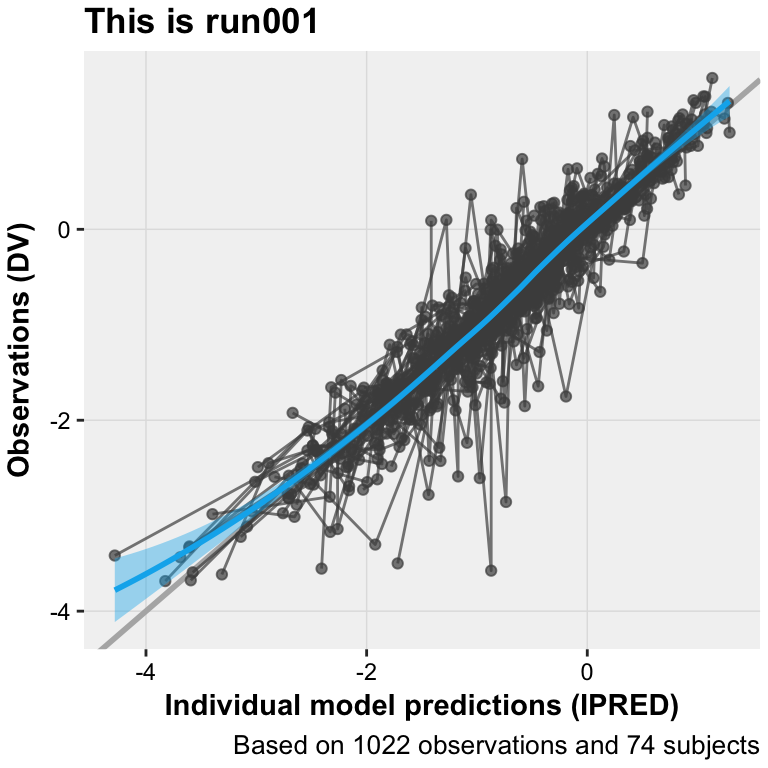 This is run001
Observations (DV)
0
-2
-4
-4 -2 0
Individual model predictions (IPRED)
Based on 1022 observations and 74 subjects